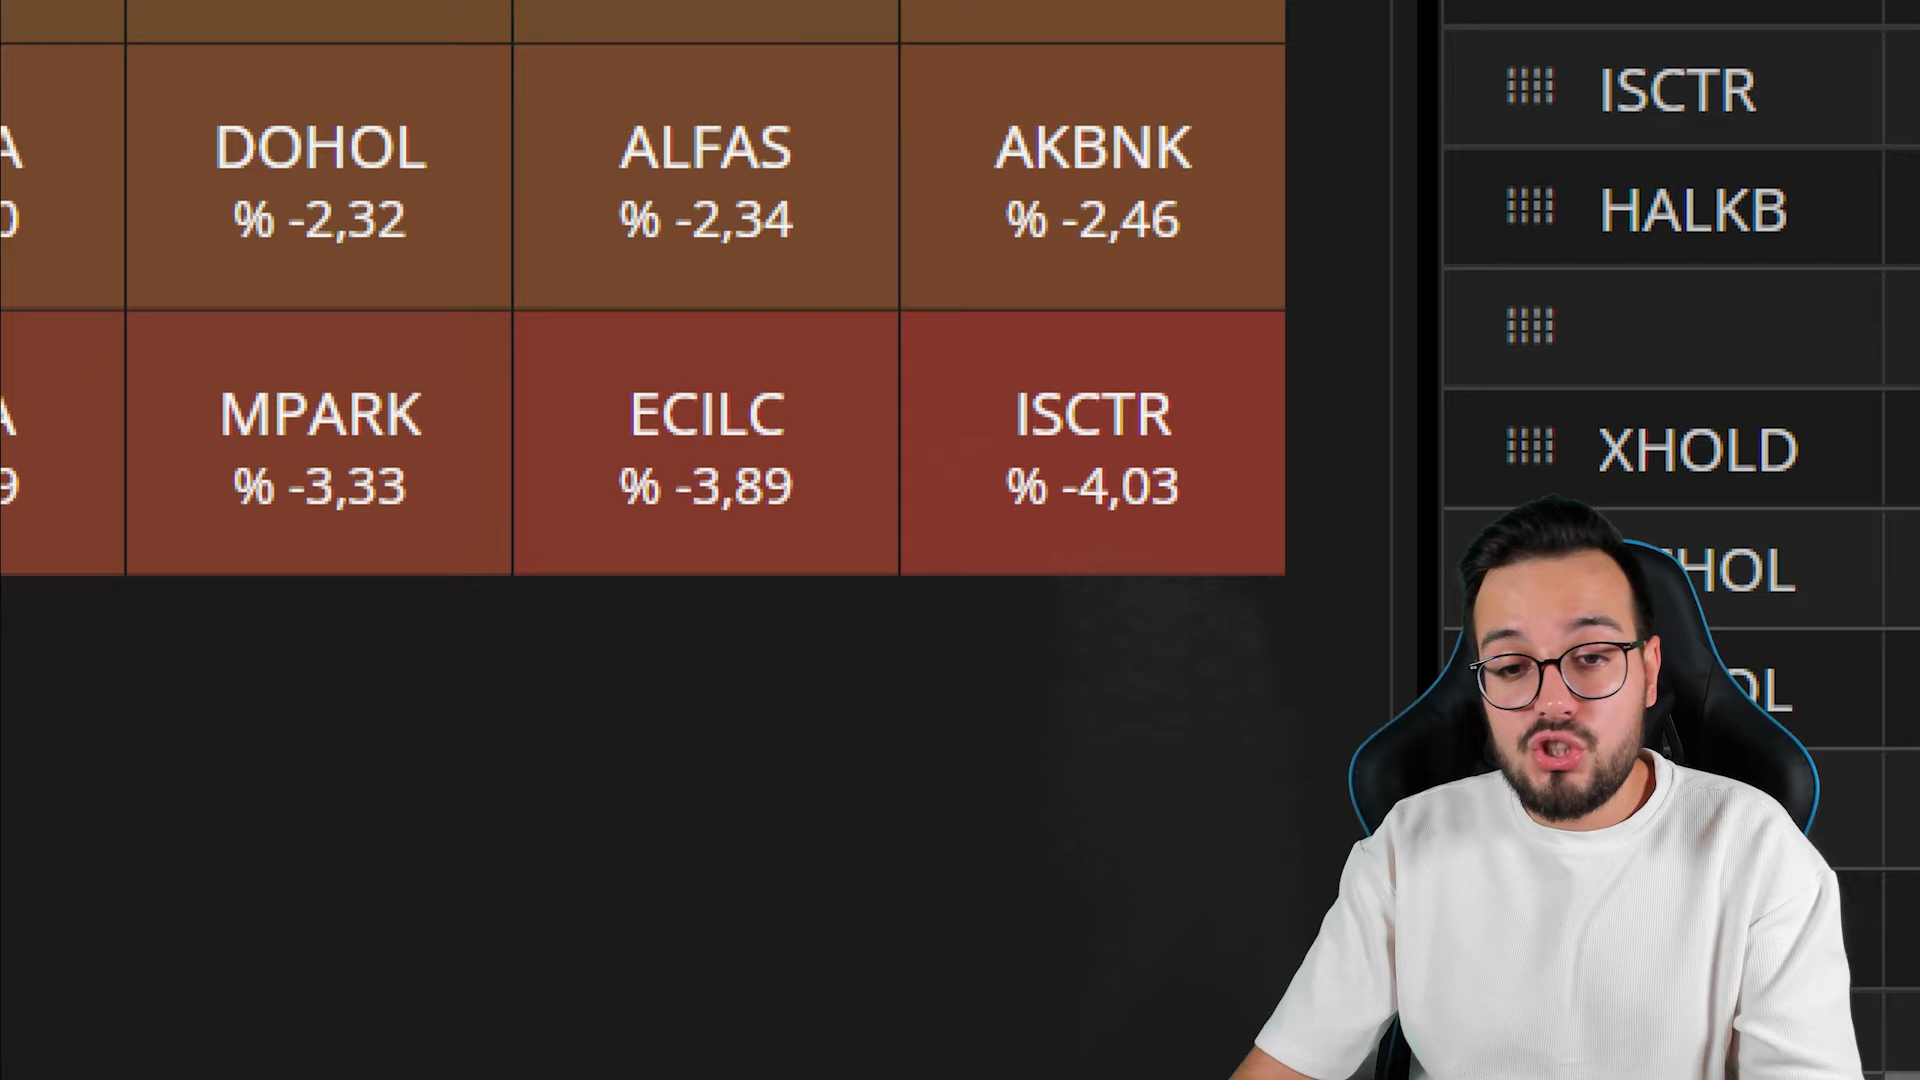 DOHOL
% -2,32
ALFAS
% -2,34
AKBNK
% -2,46
MPARK
% -3,33
ECILC
% -3,89
ISCTR
% -4,03
ISCTR
HALKB
XHOLD